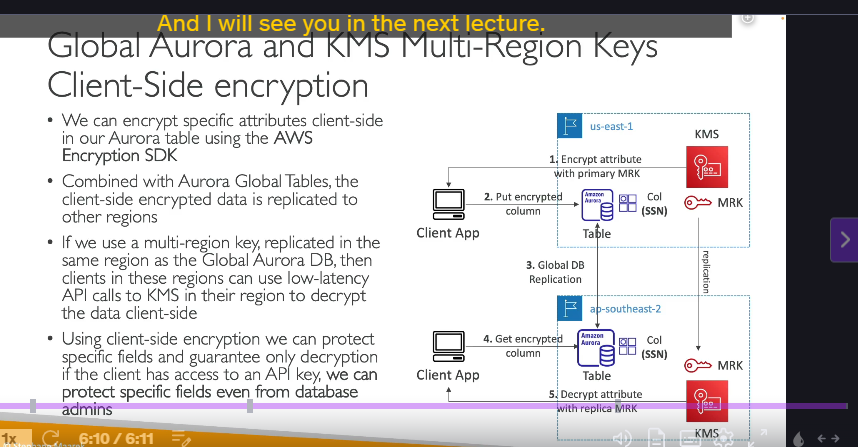 And I will see you in the next lecture.
Global Aurora and KMS Multi-Region Keys
Client-Side encryption
• We can encrypt specific attributes client-side
in our Aurora table using the AWS
Encryption SDK
• Combined with Aurora Global Tables, the
client-side encrypted data is replicated to
other regions
• If we use a multi-region key, replicated in the
same region as the Global Aurora DB, then
clients in these regions can use low-latency
API calls to KMS in their region to decrypt
the data client-side
• Using client-side encryption we can protect
specific fields and guarantee only decryption
if the client has access to an API key, we can
protect specific fields even from database
admins
us-east-1
KMS
1. Encrypt attribute
with primary MRK
2. Put encrypted
column
Amazon
Aurora
Col
(SSN)
MRK
Client App
Table
3. Global DB
Replication
replication
ap-southeast-2
4. Get encrypted
column
Amazon
Aurora
Col
(SSN)
MRK
Client App
Table
5. Decrypt attribute
with replica MRK
KMS
1x
6:10 / 6:11